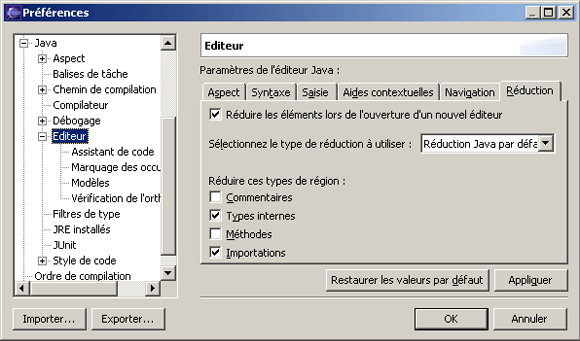 Préférences
Java
Aspect
Balises de tâche
Chemin de compilation
Compilateur
Débogage
Editeur
Assistant de code
Marquage des occu
Modèles
Vérification de l'orth
Filtres de type
JRE installés
JUnit
Style de code
Ordre de compilation
Importer... Exporter...
Editeur
Paramètres de l'éditeur Java :
Aspect Syntaxe Saisie Aides contextuelles Navigation Réduction
Réduire les éléments lors de l'ouverture d'un nouvel éditeur
Sélectionnez le type de réduction à utiliser : Réduction Java par défa
Réduire ces types de région :
Commentaires
Types internes
Méthodes
Importations
Restaurer les valeurs par défaut Appliquer
OK Annuler